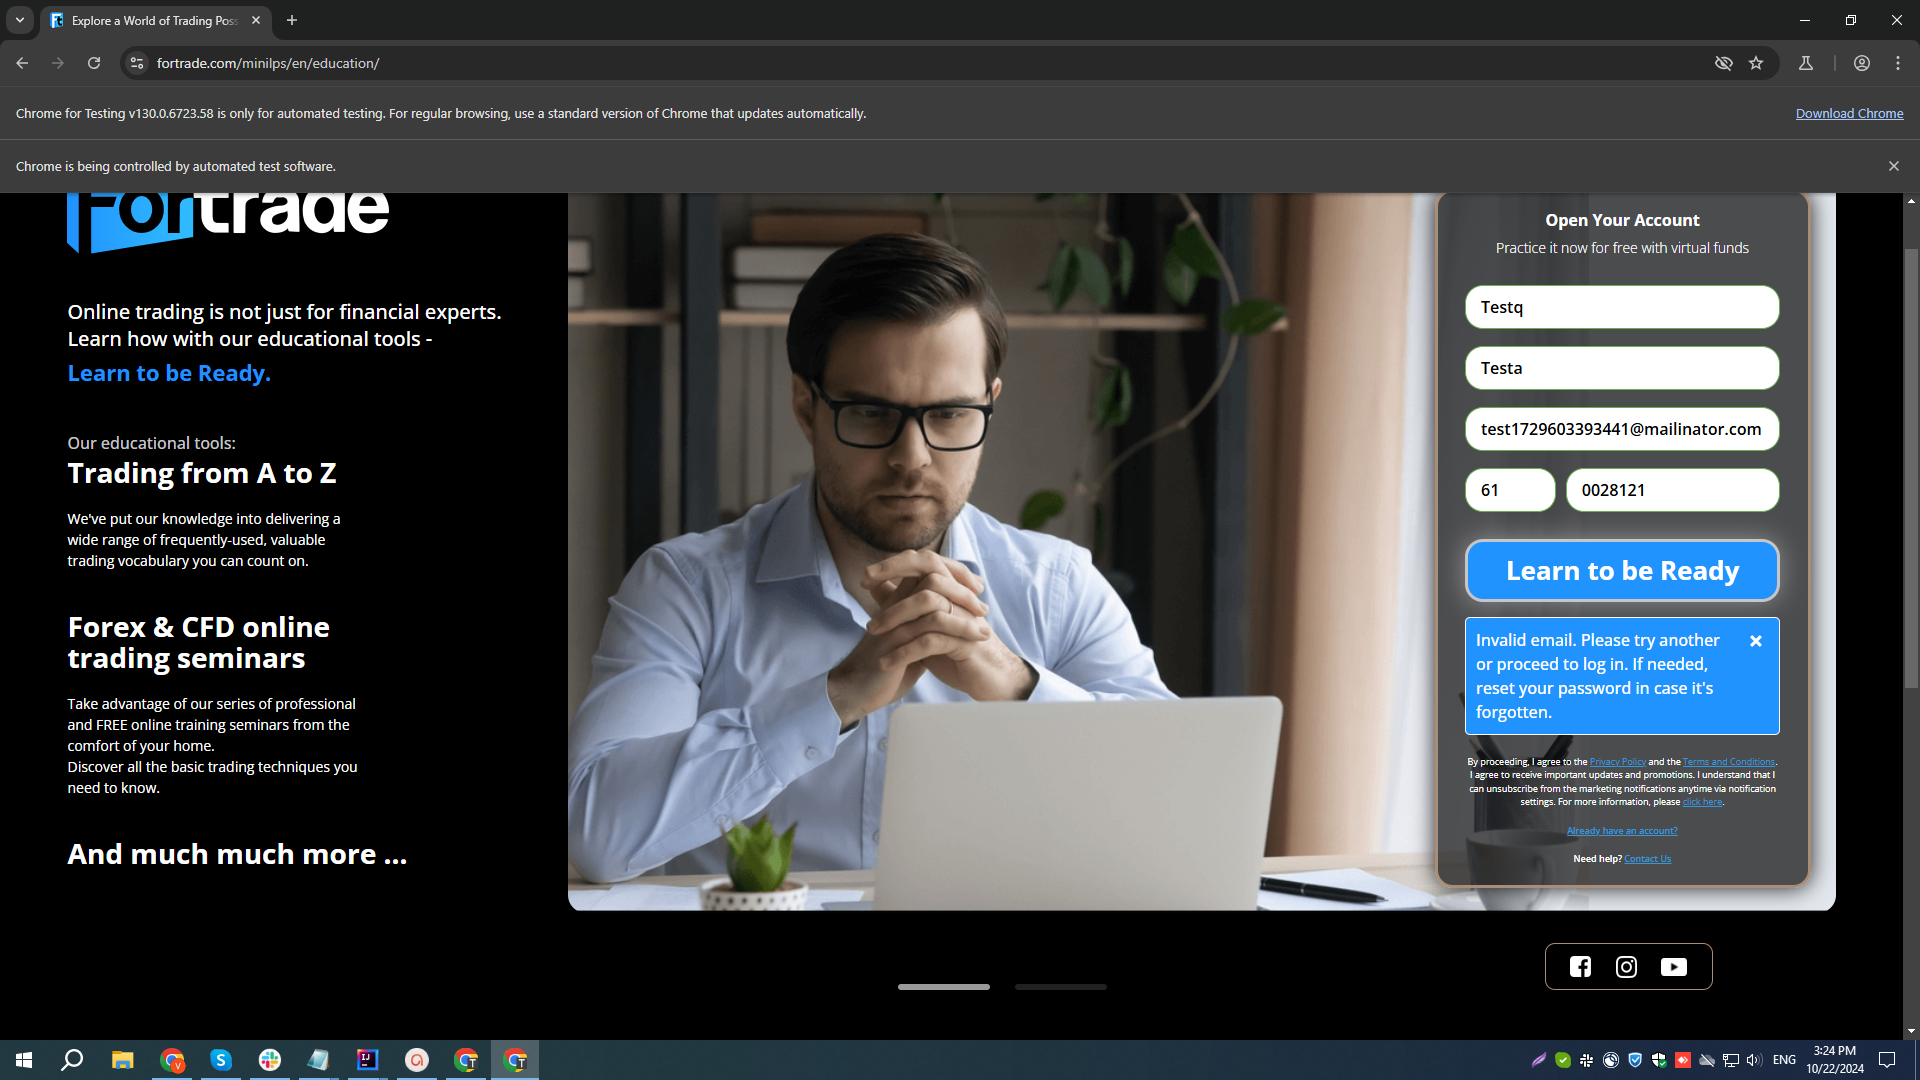 Explore a World of Trading Poss
fortrade.com/minilps/en/education/
Chrome for Testing v130.0.6723.58 is only for automated testing. For regular browsing, use a standard version of Chrome that updates automatically.
Download Chrome
Chrome is being controlled by automated test software.
Fortrade
Online trading is not just for financial experts.
Learn how with our educational tools -
Learn to be Ready.
Our educational tools:
Trading from A to Z
We've put our knowledge into delivering a
wide range of frequently-used, valuable
trading vocabulary you can count on.
Forex & CFD online
trading seminars
Take advantage of our series of professional
and FREE online training seminars from the
comfort of your home.
Discover all the basic trading techniques you
need to know.
And much much more ...
Open Your Account
Practice it now for free with virtual funds
Testq
Testa
test1729603393441@mailinator.com
61 0028121
Learn to be Ready
Invalid email. Please try another
or proceed to log in. If needed,
reset your password in case it's
forgotten.
By proceeding, I agree to the Privacy Policy and the Terms and Conditions.
I agree to receive important updates and promotions. I understand that I
can unsubscribe from the marketing notifications anytime via notification
settings. For more information, please click here.
Already have an account?
Need help? Contact Us
ENG
3:24 PM
10/22/2024